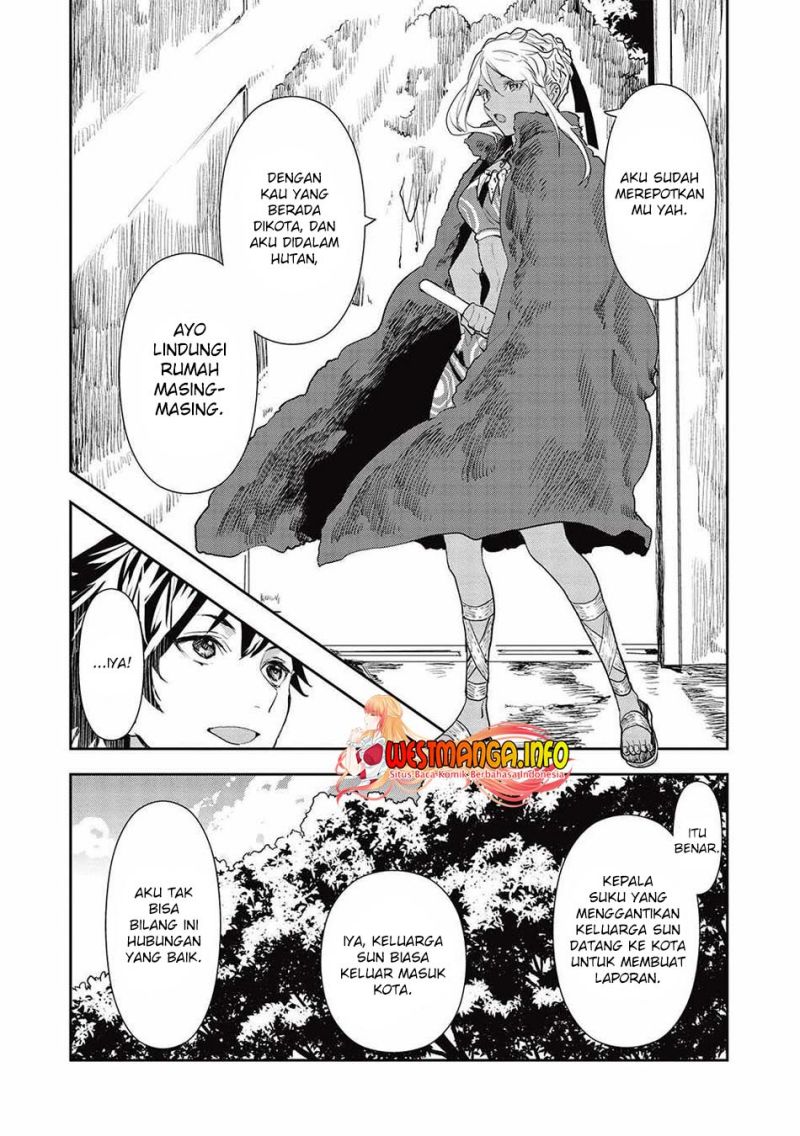 AKU SUDAH
MEREPOTKAN
MU YAH.
DENGAN
KAU YANG
BERADA
DIKOTA, DAN
AKU DIDALAM
HUTAN,
AYO
LINDUNGI
RUMAH
MASING-
MASING.
...IYA!
WESTMANGA.INFO
Situs Baca Komik Berbahasa Indonesia
ITU
BENAR.
KEPALA
SUKU YANG
MENGGANTIKAN
KELUARGA SUN
DATANG KE KOTA
UNTUK MEMBUAT
LAPORAN.
IYA, KELUARGA
SUN BIASA
KELUAR MASUK
KOTA.
AKU TAK
BISA
BILANG INI
HUBUNGAN
YANG BAIK.